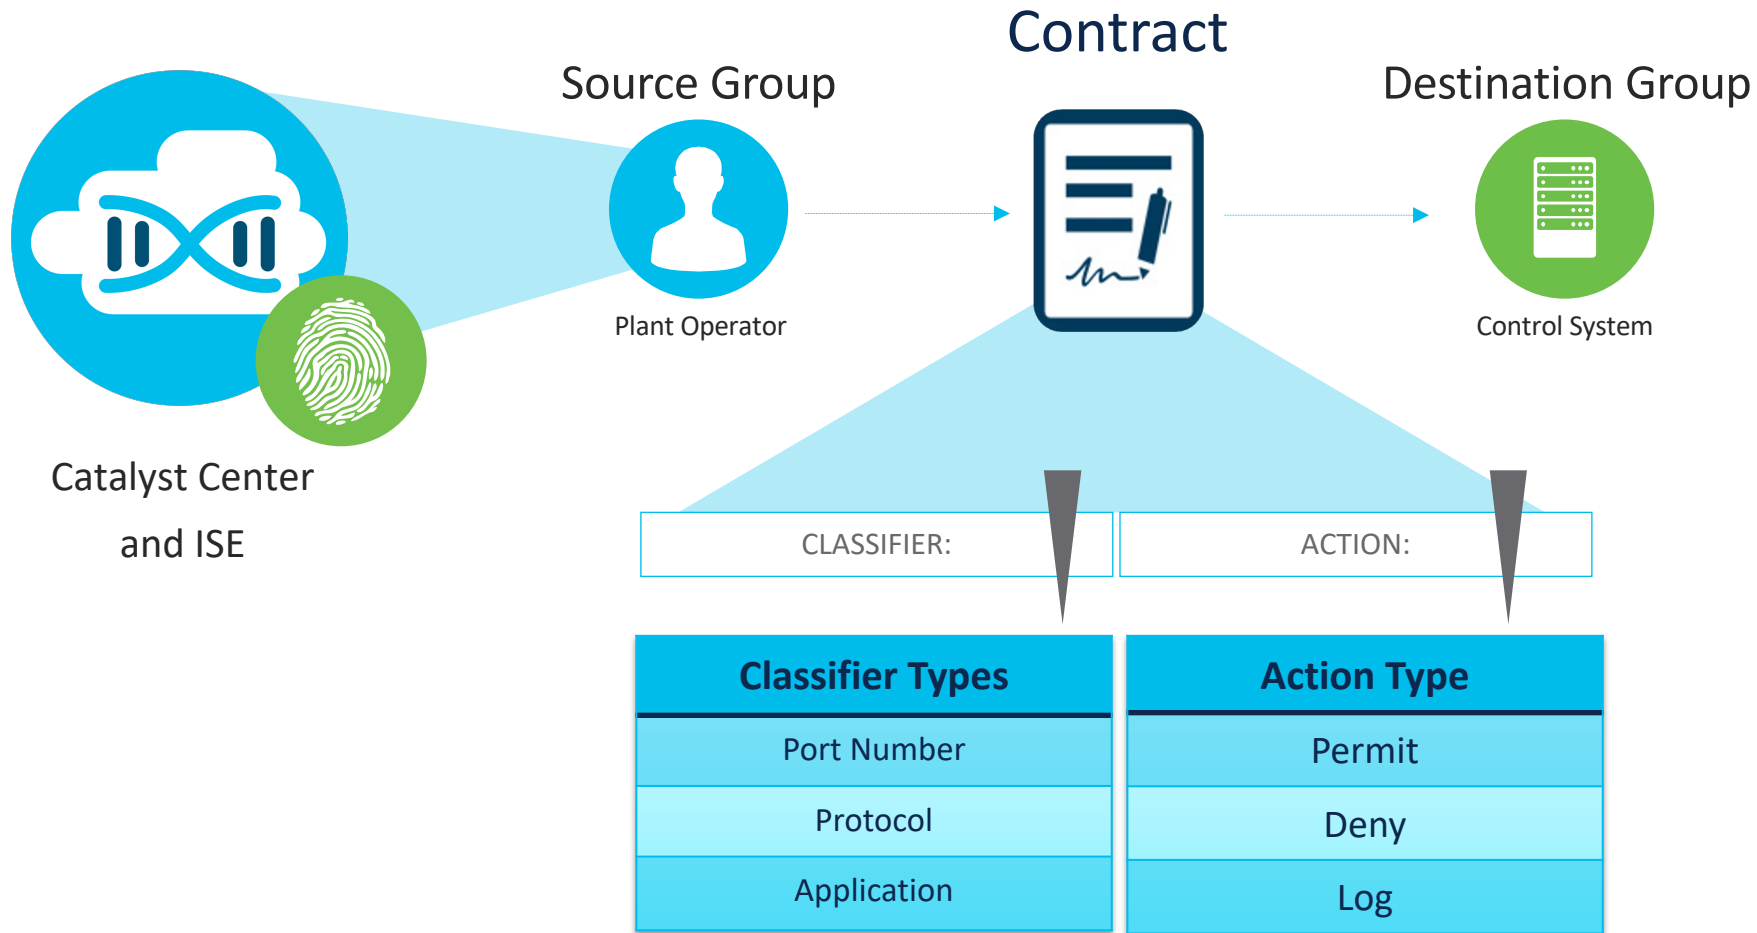 Contract
Source Group
Destination Group
Plant Operator
Control System
Catalyst Center
and ISE
CLASSIFIER:
ACTION:
Classifier Types
Action Type
Port Number
Permit
Protocol
Deny
Application
Log